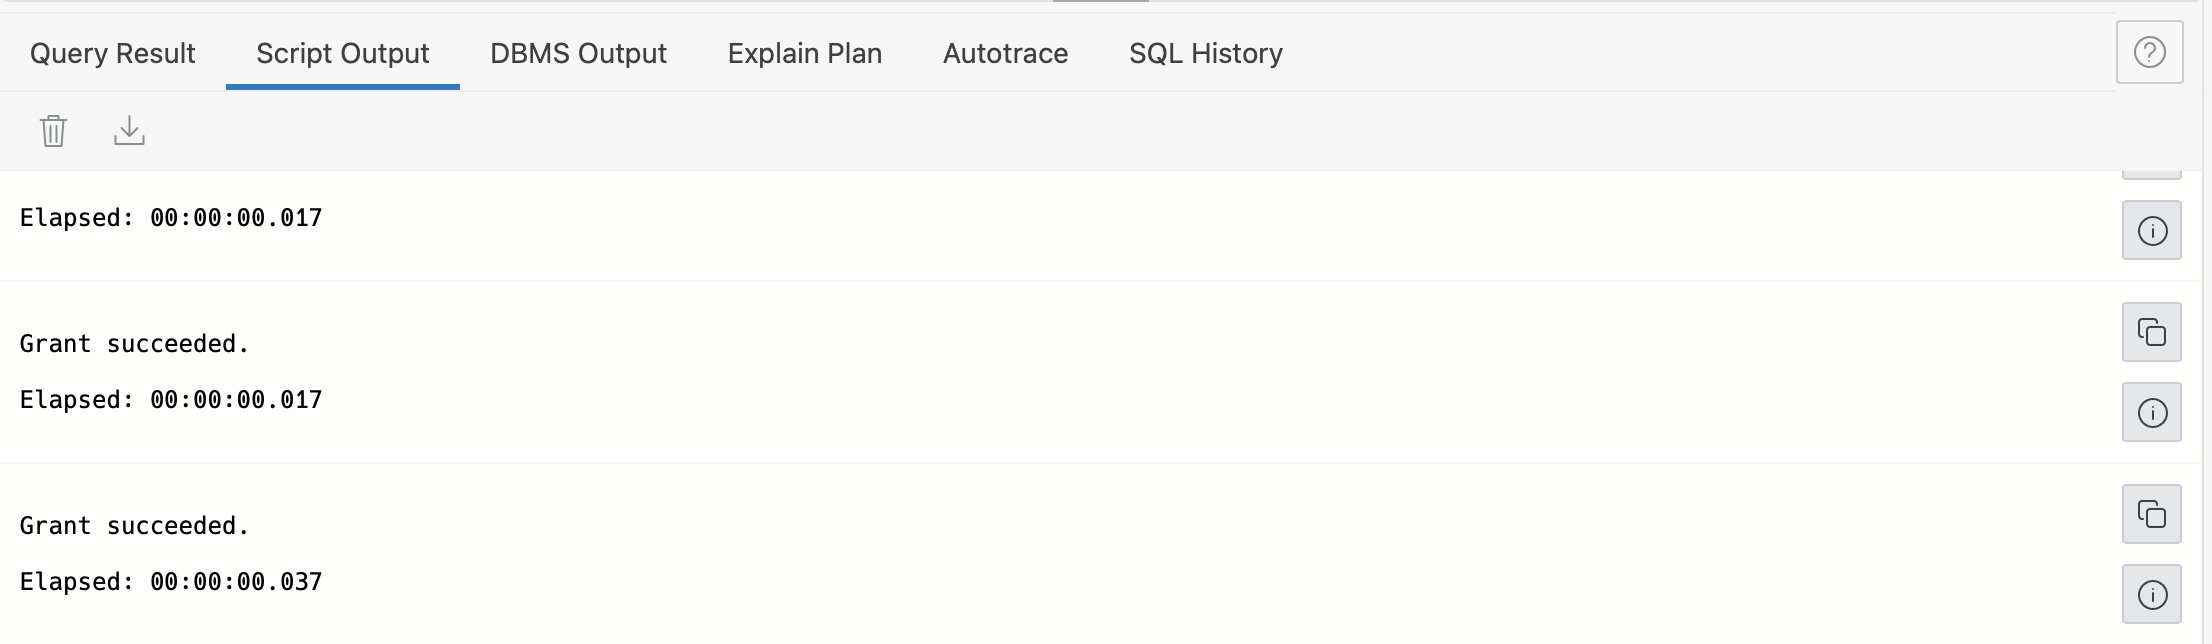 Query Result Script Output DBMS Output Explain Plan Autotrace SQL History
Elapsed: 00:00:00.017
Grant succeeded.
Elapsed: 00:00:00.017
Grant succeeded.
Elapsed: 00:00:00.037